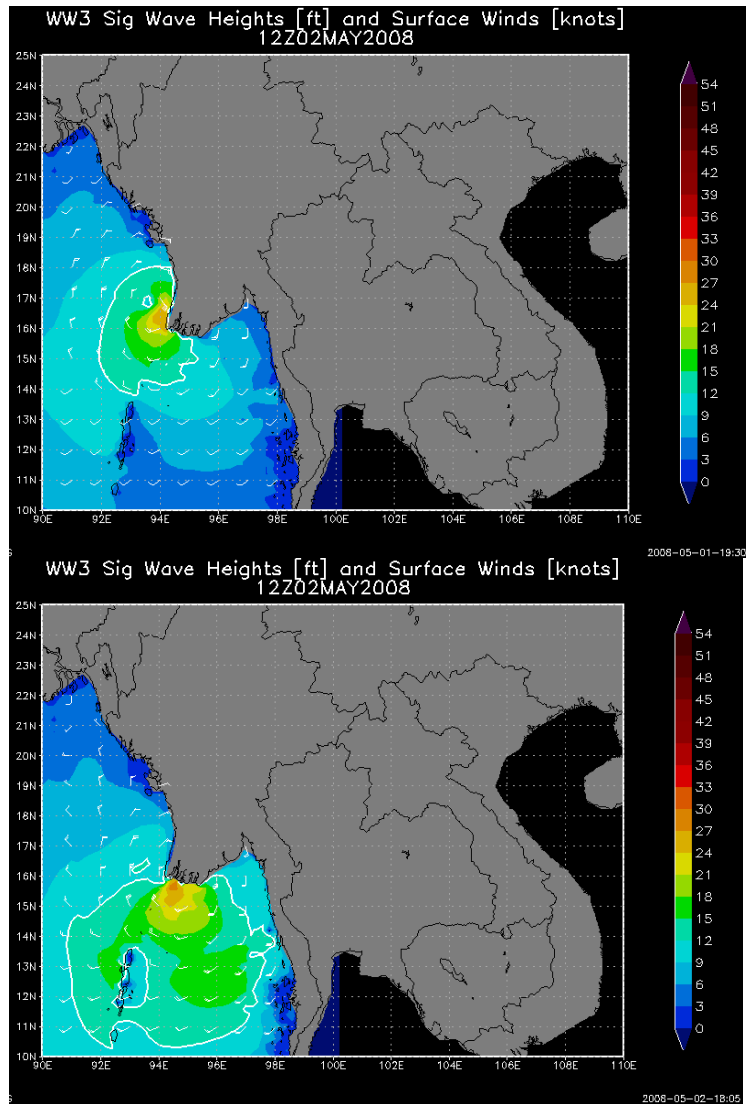 WW3 Sig Wave Heights [ft] and Surface Winds [knots]
12Z02MAY2008
25N
24N
23N
22N
21N
20N
19N
18N
17N
16N
15N
14N
13N
12N
11N
10N
90E 92E 94E 96E 98E 100E 102E 104E 106E 108E 110E
54
51
48
45
42
39
36
33
30
27
24
21
18
15
12
9
6
3
0
2008-05-01-19:30
WW3 Sig Wave Heights [ft] and Surface Winds [knots]
12Z02MAY2008
25N
24N
23N
22N
21N
20N
19N
18N
17N
16N
15N
14N
13N
12N
11N
10N
90E 92E 94E 96E 98E 100E 102E 104E 106E 108E 110E
54
51
48
45
42
39
36
33
30
27
24
21
18
15
12
9
6
3
0
2008-05-02-18:05